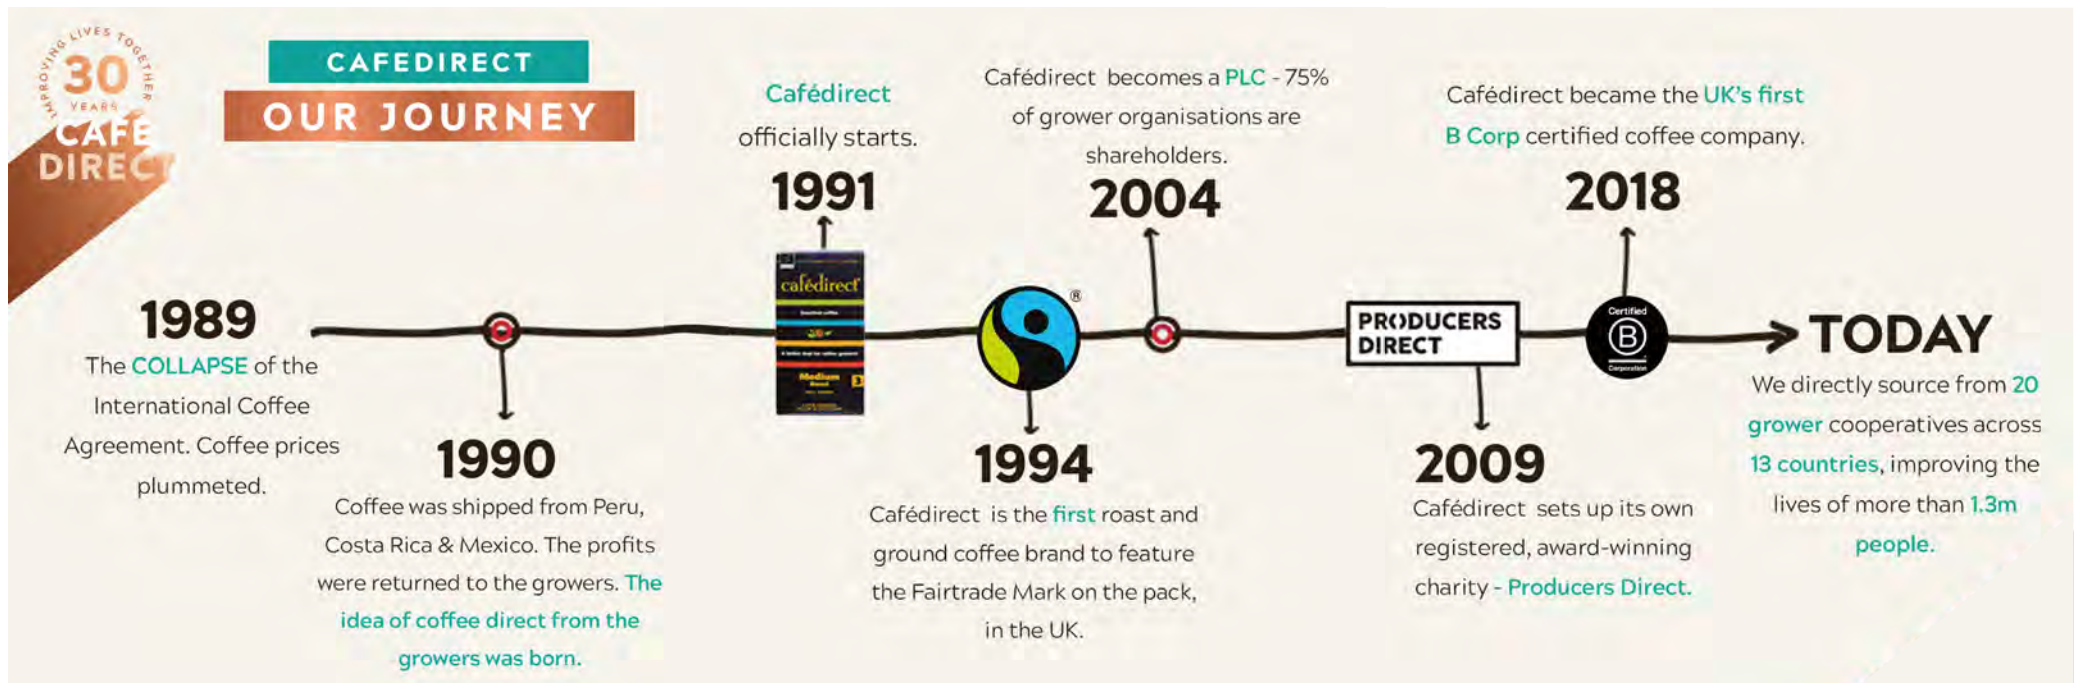 IMPROVING LIVES TOGETHER
30
YEARS
CAFÉ
DIRECT
CAFEDIRECT
OUR JOURNEY
1989
The COLLAPSE of the
International Coffee
Agreement. Coffee prices
plummeted.
1990
Coffee was shipped from Peru,
Costa Rica & Mexico. The profits
were returned to the growers. The
idea of coffee direct from the
growers was born.
Cafédirect
officially starts.
1991
cafédirect
Medium
Roast
3
®
1994
Cafédirect is the first roast and
ground coffee brand to feature
the Fairtrade Mark on the pack,
in the UK.
Cafédirect becomes a PLC - 75%
of grower organisations are
shareholders.
2004
PRODUCERS
DIRECT
2009
Cafédirect sets up its own
registered, award-winning
charity - Producers Direct.
Cafédirect became the UK's first
B Corp certified coffee company.
2018
Certified
B
Corporation
TODAY
We directly source from 20
grower cooperatives across
13 countries, improving the
lives of more than 1.3m
people.